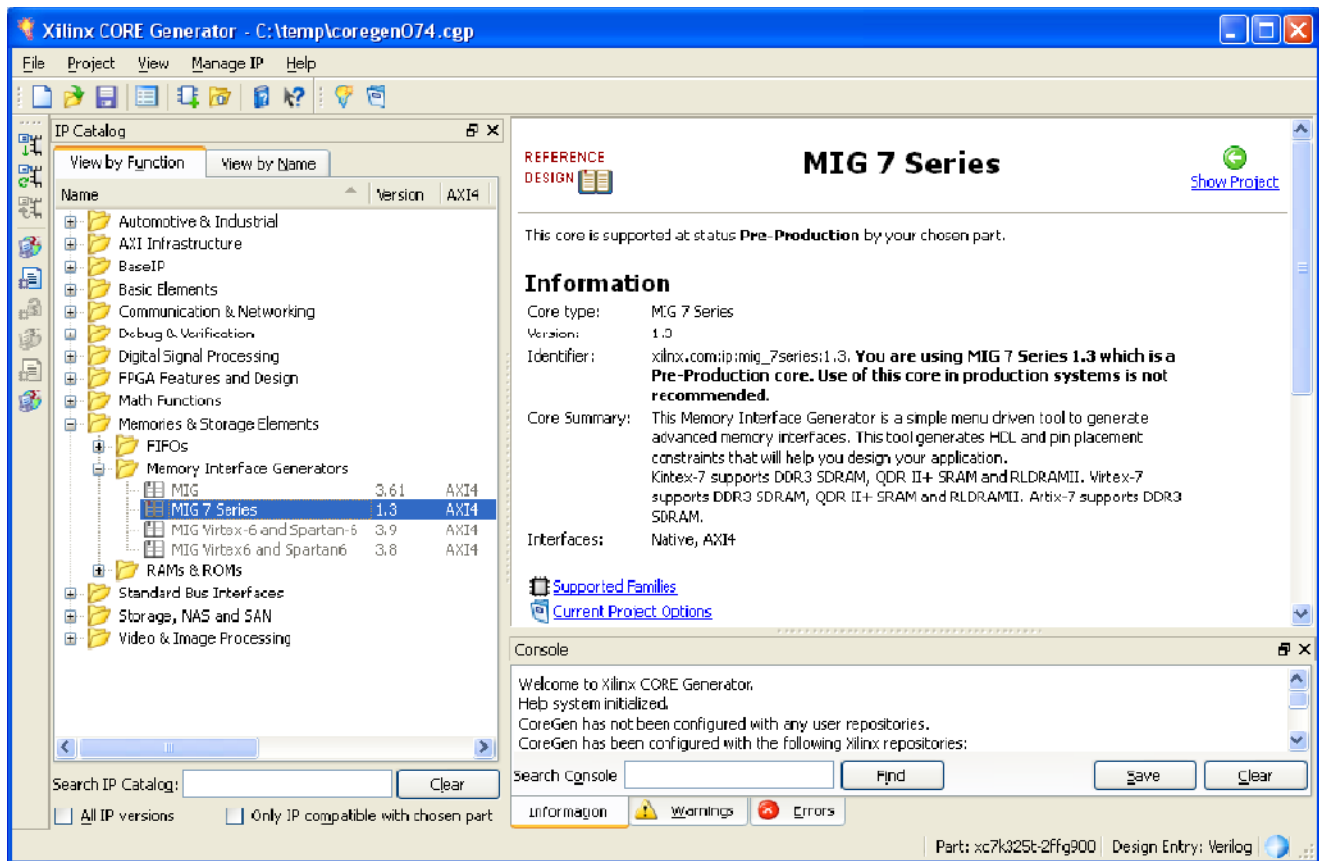 Xilinx CORE Generator - C:\temp\coregen074.cgp
File Project View Manage IP Help
IP Catalog
View by Function View by Name
Name Version AXI4
Automotive & Industrial
AXI Infrastructure
BaseIP
Basic Elements
Communication & Networking
Debug & Verification
Digital Signal Processing
FPGA Features and Design
Math Functions
Memories & Storage Elements
FIFOs
Memory Interface Generators
MIG 3.61 AXI4
MIG 7 Series 1.3 AXI4
MIG Virtex-6 and Spartan-6 3.9 AXI4
MIG Virtex6 and Spartan6 3.8 AXI4
RAMs & ROMs
Standard Bus Interfaces
Storage, NAS and SAN
Video & Image Processing
Search IP Catalog: Clear
All IP versions Only IP compatible with chosen part
REFERENCE
DESIGN
MIG 7 Series
Show Project
This core is supported at status Pre-Production by your chosen part.
Information
Core type: MIG 7 Series
Version: 1.3
Identifier: xilinx.com:ip:mig_7series:1.3. You are using MIG 7 Series 1.3 which is a
Pre-Production core. Use of this core in production systems is not
recommended.
Core Summary: This Memory Interface Generator is a simple menu driven tool to generate
advanced memory interfaces. This tool generates HDL and pin placement
constraints that will help you design your application.
Kintex-7 supports DDR3 SDRAM, QDR II+ SRAM and RLDRAMII. Virtex-7
supports DDR3 SDRAM, QDR II+ SRAM and RLDRAMII. Artix-7 supports DDR3
SDRAM.
Interfaces: Native, AXI4
Supported Families
Current Project Options
Console
Welcome to Xilinx CORE Generator.
Help system initialized.
CoreGen has not been configured with any user repositories.
CoreGen has been configured with the following Xilinx repositories:
Search Console Find Save Clear
Information Warnings Errors
Part: xc7k325t-2ffg900 Design Entry: Verilog